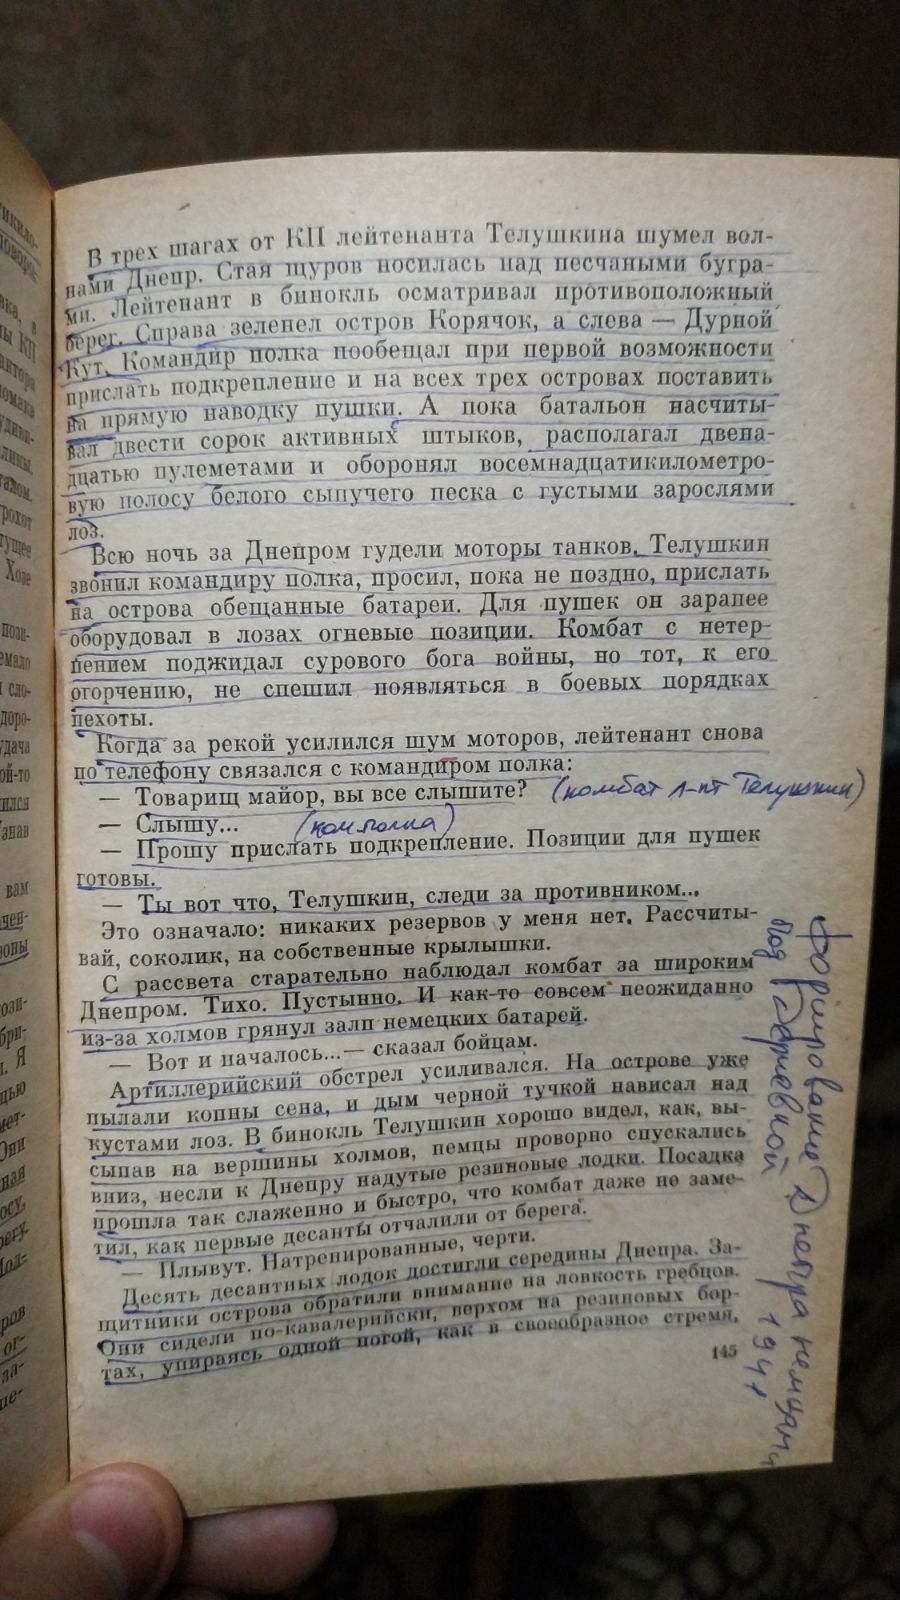 В трех шагах от КП лейтенанта Телушкина шумел вол-
нами Днепр. Стая щуров носилась над песчаными бугра-
ми. Лейтенант в бинокль осматривал противоположный
берег. Справа зеленел остров Корячок, а слева — Дурной
Кут. Командир полка пообещал при первой возможности
прислать подкрепление и на всех трех островах поставить
на прямую наводку пушки. А пока батальон насчиты-
вал двести сорок активных штыков, располагал двена-
дцатью пулеметами и оборонял восемнадцатикилометро-
вую полосу белого сыпучего песка с густыми зарослями
лоз.
Всю ночь за Днепром гудели моторы танков. Телушкин
звонил командиру полка, просил, пока не поздно, прислать
на острова обещанные батареи. Для пушек он заранее
оборудовал в лозах огневые позиции. Комбат с нетер-
пением поджидал сурового бога войны, но тот, к его
огорчению, не спешил появляться в боевых порядках
пехоты.
Когда за рекой усилился шум моторов, лейтенант снова
по телефону связался с командиром полка:
— Товарищ майор, вы все слышите? (комбат л-нт Телушкин)
— Слышу... (ком.полка)
— Прошу прислать подкрепление. Позиции для пушек
готовы.
— Ты вот что, Телушкин, следи за противником...
Это означало: никаких резервов у меня нет. Рассчиты-
вай, соколик, на собственные крылышки.
С рассвета старательно наблюдал комбат за широким
Днепром. Тихо. Пустынно. И как-то совсем неожиданно
из-за холмов грянул залп немецких батарей.
— Вот и началось...— сказал бойцам.
Артиллерийский обстрел усиливался. На острове уже
пылали копны сена, и дым черной тучкой нависал над
кустами лоз. В бинокль Телушкин хорошо видел, как, вы-
сыпав на вершины холмов, немцы проворно спускались
вниз, несли к Днепру надутые резиновые лодки. Посадка
прошла так слаженно и быстро, что комбат даже не заме-
тил, как первые десанты отчалили от берега.
— Плывут. Натренированные, черти.
Десять десантных лодок достигли середины Днепра. За-
щитники острова обратили внимание на ловкость гребцов.
Они сидели по-кавалерийски, верхом на резиновых бор-
тах, упираясь одной ногой, как в своеобразное стремя,
145
Форсирование Днепра немцами
под 1941